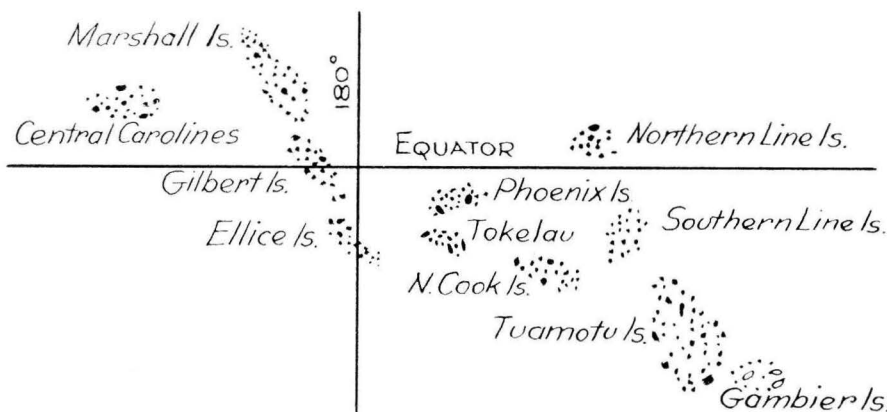 Marshall Is.
180°
Central Carolines
EQUATOR
Northern Line Is.
Gilbert Is.
Phoenix Is.
Ellice Is.
Tokelau
Southern Line Is.
N. Cook Is.
Tuamotu Is.
Gambier Is.